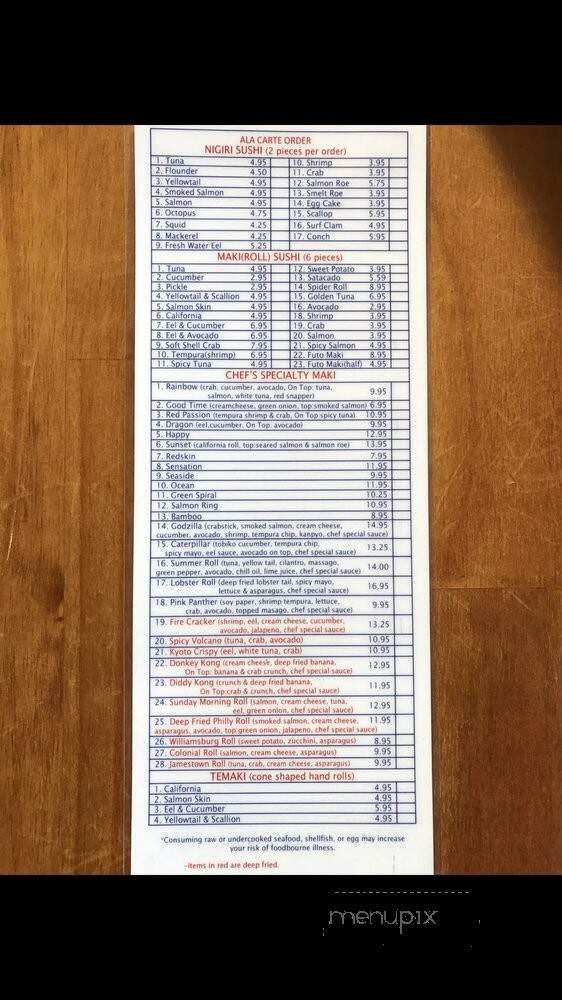 ALA CARTE ORDER
NIGIRI SUSHI (2 pieces per order)
1. Tuna 4.95 10. Shrimp 3.95
2. Flounder 4.50 11. Crab 3.95
3. Yellowtail 4.95 12. Salmon Roe 5.75
4. Smoked Salmon 4.95 13. Smelt Roe 3.95
5. Salmon 4.95 14. Egg Cake 3.95
6. Octopus 4.75 15. Scallop 5.95
7. Squid 4.25 16. Surf Clam 4.95
8. Mackerel 4.25 17. Conch 5.95
9. Fresh Water Eel 5.25
MAKI(ROLL) SUSHI (6 pieces)
1. Tuna 4.95 12. Sweet Potato 3.95
2. Cucumber 2.95 13. Satacado 5.59
3. Pickle 2.95 14. Spider Roll 8.95
4. Yellowtail & Scallion 4.95 15. Golden Tuna 6.95
5. Salmon Skin 4.95 16. Avocado 2.95
6. California 4.95 18. Shrimp 3.95
7. Eel & Cucumber 6.95 19. Crab 3.95
8. Eel & Avocado 6.95 20. Salmon 3.95
9. Soft Shell Crab 7.95 21. Spicy Salmon 4.95
10. Tempura(shrimp) 6.95 22. Futo Maki 8.95
11. Spicy Tuna 4.95 23. Futo Maki(half) 4.95
CHEF'S SPECIALTY MAKI
1. Rainbow (crab, cucumber, avocado, On Top: tuna, 9.95
salmon, white tuna, red snapper)
2. Good Time (creamcheese, green onion, top:smoked salmon) 6.95
3. Red Passion (tempura shrimp & crab, On Top:spicy tuna) 10.95
4. Dragon (eel,cucumber, On Top: avocado) 9.95
5. Happy 12.95
6. Sunset (california roll, top:seared salmon & salmon roe) 13.95
7. Redskin 7.95
8. Sensation 11.95
9. Seaside 9.95
10. Ocean 11.95
11. Green Spiral 10.25
12. Salmon Ring 10.95
13. Bamboo 8.95
14. Godzilla (crabstick, smoked salmon, cream cheese, 14.95
cucumber, avocado, shrimp, tempura chip, kanpyo, chef special sauce)
15. Caterpillar (tobiko cucumber, tempura chip, 13.25
spicy mayo, eel sauce, avocado on top, chef special sauce)
16. Summer Roll (tuna, yellow tail, cilantro, massago, 14.00
green pepper, avocado, chill oil, lime juice, chef special sauce)
17. Lobster Roll (deep fried lobster tail, spicy mayo, 16.95
lettuce & asparagus, chef special sauce)
18. Pink Panther (soy paper, shrimp tempura, lettuce, 9.95
crab, avocado, topped masago, chef special sauce)
19. Fire Cracker (shrimp, eel, cream cheese, cucumber, 13.25
avocado, jalapeno, chef special sauce)
20. Spicy Volcano (tuna, crab, avocado) 10.95
21. Kyoto Crispy (eel, white tuna, crab) 10.95
22. Donkey Kong (cream cheese, deep fried banana, 12.95
On Top: banana & crab crunch, chef special sauce)
23. Diddy Kong (crunch & deep fried banana, 11.95
On Top:crab & crunch, chef special sauce)
24. Sunday Morning Roll (salmon, cream cheese, tuna, 12.95
eel, green onion, chef special sauce)
25. Deep Fried Philly Roll (smoked salmon, cream cheese, 11.95
asparagus, avocado, top:green onion, jalapeno, chef special sauce)
26. Williamsburg Roll (sweet potato, zucchini, asparagus) 8.95
27. Colonial Roll (salmon, cream cheese, asparagus) 9.95
28. Jamestown Roll (tuna, crab, cream cheese, asparagus) 9.95
TEMAKI (cone shaped hand rolls)
1. California 4.95
2. Salmon Skin 4.95
3. Eel & Cucumber 5.95
4. Yellowtail & Scallion 4.95
*Consuming raw or undercooked seafood, shellfish, or egg may increase
your risk of foodbourne illness.
-items in red are deep fried.
menupix